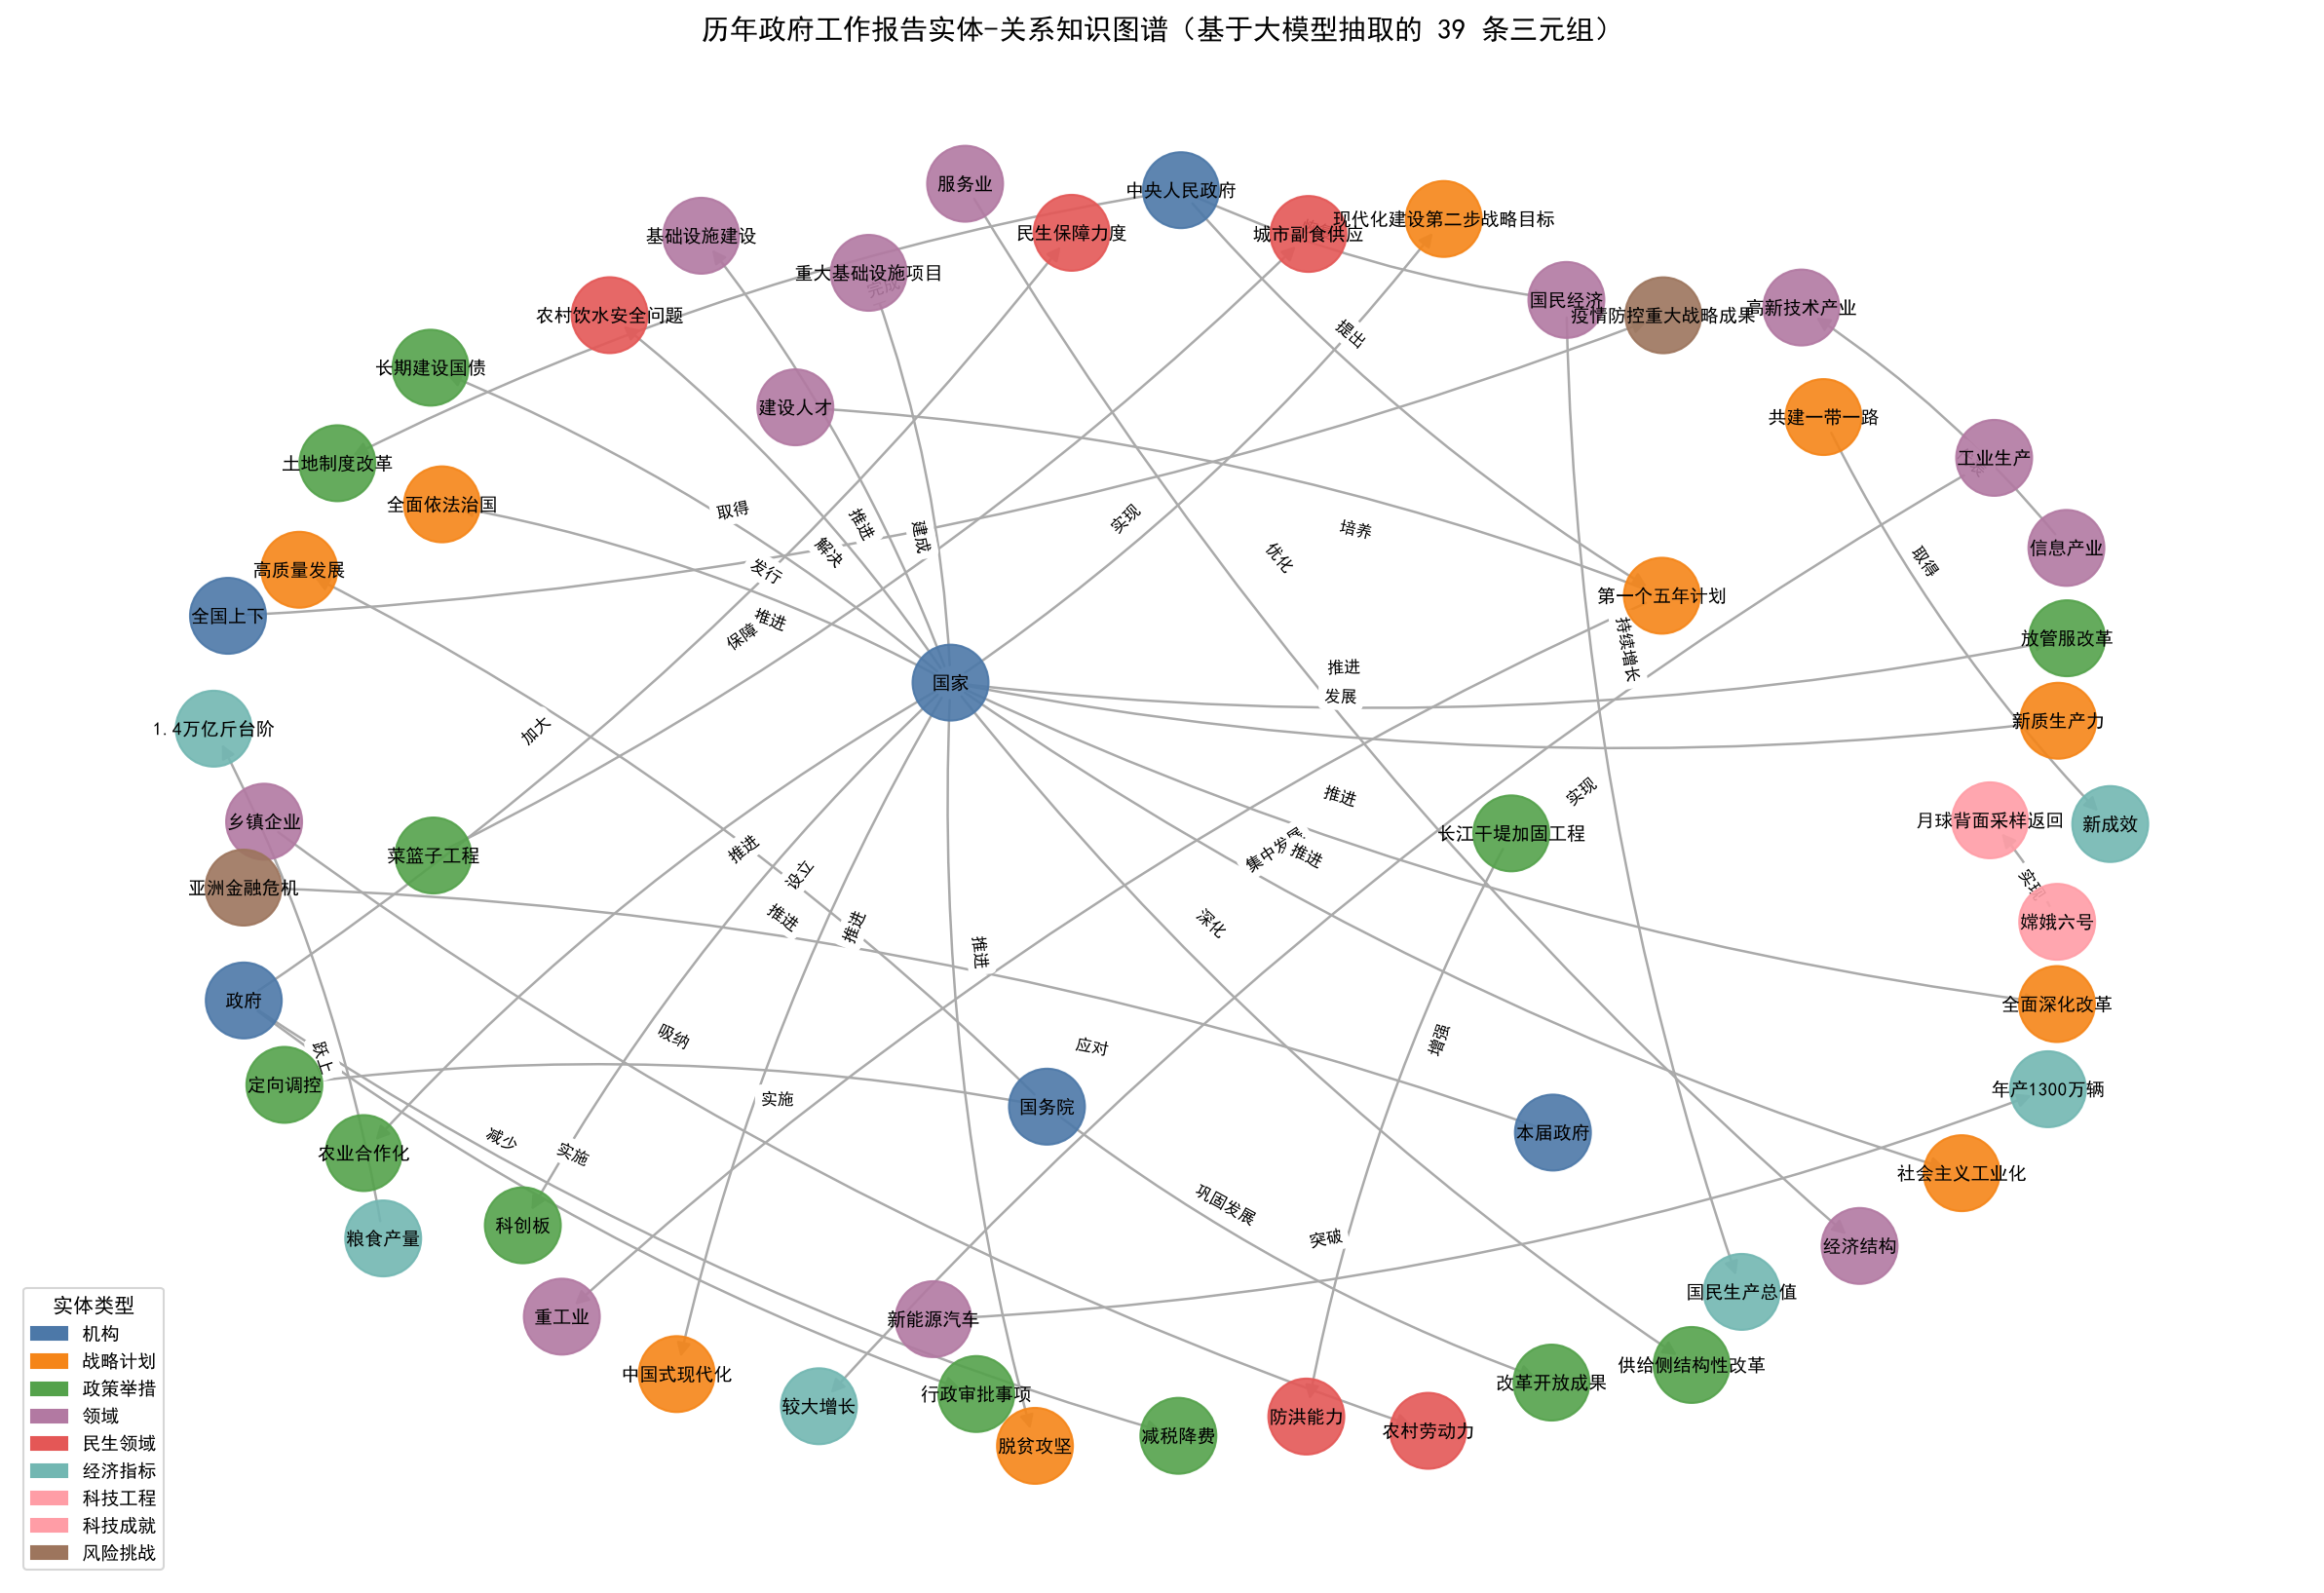 历年政府工作报告实体-关系知识图谱（基于大模型抽取的 39 条三元组）
服务业
中央人民政府
现代化建设第二步战略目标
民生保障力度
城市副食供应
基础设施建设
重大基础设施项目
完成
国民经济
高新技术产业
农村饮水安全问题
疫情防控重大战略成果
提出
长期建设国债
建设人才
共建一带一路
土地制度改革
工业生产
全面依法治国
取得
推进
建成
实现
培养
信息产业
解决
优化
取得
高质量发展
发行
第一个五年计划
全国上下
推进
保障
放管服改革
持续增长
推进
国家
发展
新质生产力
1.4万亿斤台阶
加大
实现
推进
乡镇企业
月球背面采样返回
新成效
长江干堤加固工程
菜篮子工程
推进
集中发展
推进
设立
亚洲金融危机
实现
推进
推进
深化
嫦娥六号
推进
政府
全面深化改革
吸纳
增强
应对
跃上
定向调控
年产1300万辆
实施
国务院
减少
本届政府
农业合作化
实施
社会主义工业化
巩固发展
科创板
粮食产量
突破
经济结构
国民生产总值
重工业
新能源汽车
供给侧结构性改革
中国式现代化
改革开放成果
行政审批事项
较大增长
防洪能力
农村劳动力
减税降费
脱贫攻坚
实体类型
机构
战略计划
政策举措
领域
民生领域
经济指标
科技工程
科技成就
风险挑战